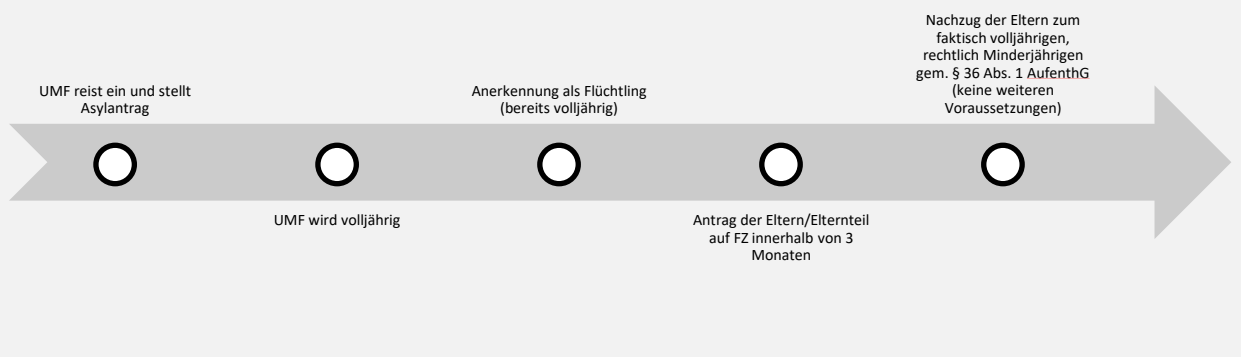 UMF reist ein und stellt
Asylantrag
UMF wird volljährig
Anerkennung als Flüchtling
(bereits volljährig)
Antrag der Eltern/Elternteil
auf FZ innerhalb von 3
Monaten
Nachzug der Eltern zum
faktisch volljährigen,
rechtlich Minderjährigen
gem. § 36 Abs. 1 AufenthG
(keine weiteren
Voraussetzungen)